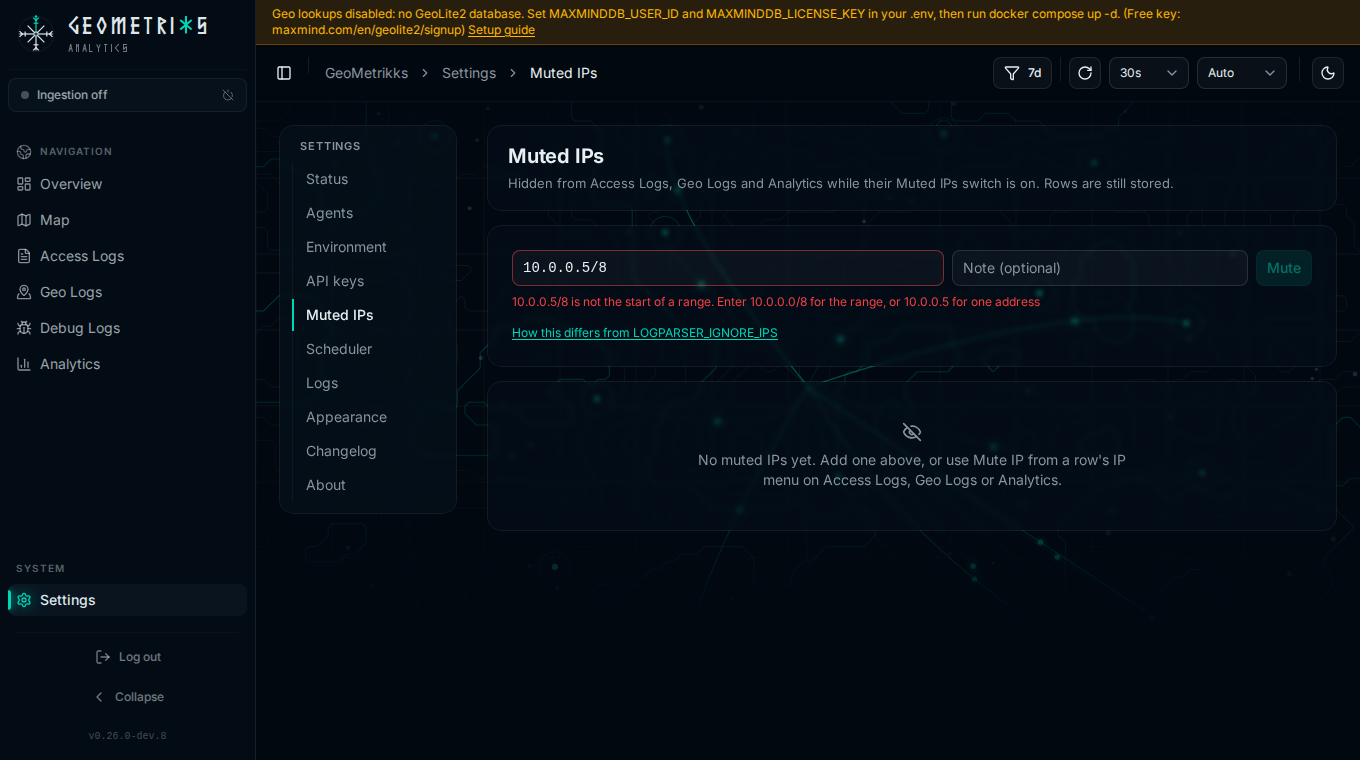 GEOMETRIKS
ANALYTICS
Ingestion off
NAVIGATION
Overview
Map
Access Logs
Geo Logs
Debug Logs
Analytics
SYSTEM
Settings
Log out
Collapse
v0.26.0-dev.8
Geo lookups disabled: no GeoLite2 database. Set MAXMINDDB_USER_ID and MAXMINDDB_LICENSE_KEY in your .env, then run docker compose up -d. (Free key:
maxmind.com/en/geolite2/signup) Setup guide
GeoMetrikks > Settings > Muted IPs
7d
30s
Auto
SETTINGS
Status
Agents
Environment
API keys
Muted IPs
Scheduler
Logs
Appearance
Changelog
About
Muted IPs
Hidden from Access Logs, Geo Logs and Analytics while their Muted IPs switch is on. Rows are still stored.
10.0.0.5/8
Note (optional)
Mute
10.0.0.5/8 is not the start of a range. Enter 10.0.0.0/8 for the range, or 10.0.0.5 for one address
How this differs from LOGPARSER_IGNORE_IPS
No muted IPs yet. Add one above, or use Mute IP from a row's IP
menu on Access Logs, Geo Logs or Analytics.